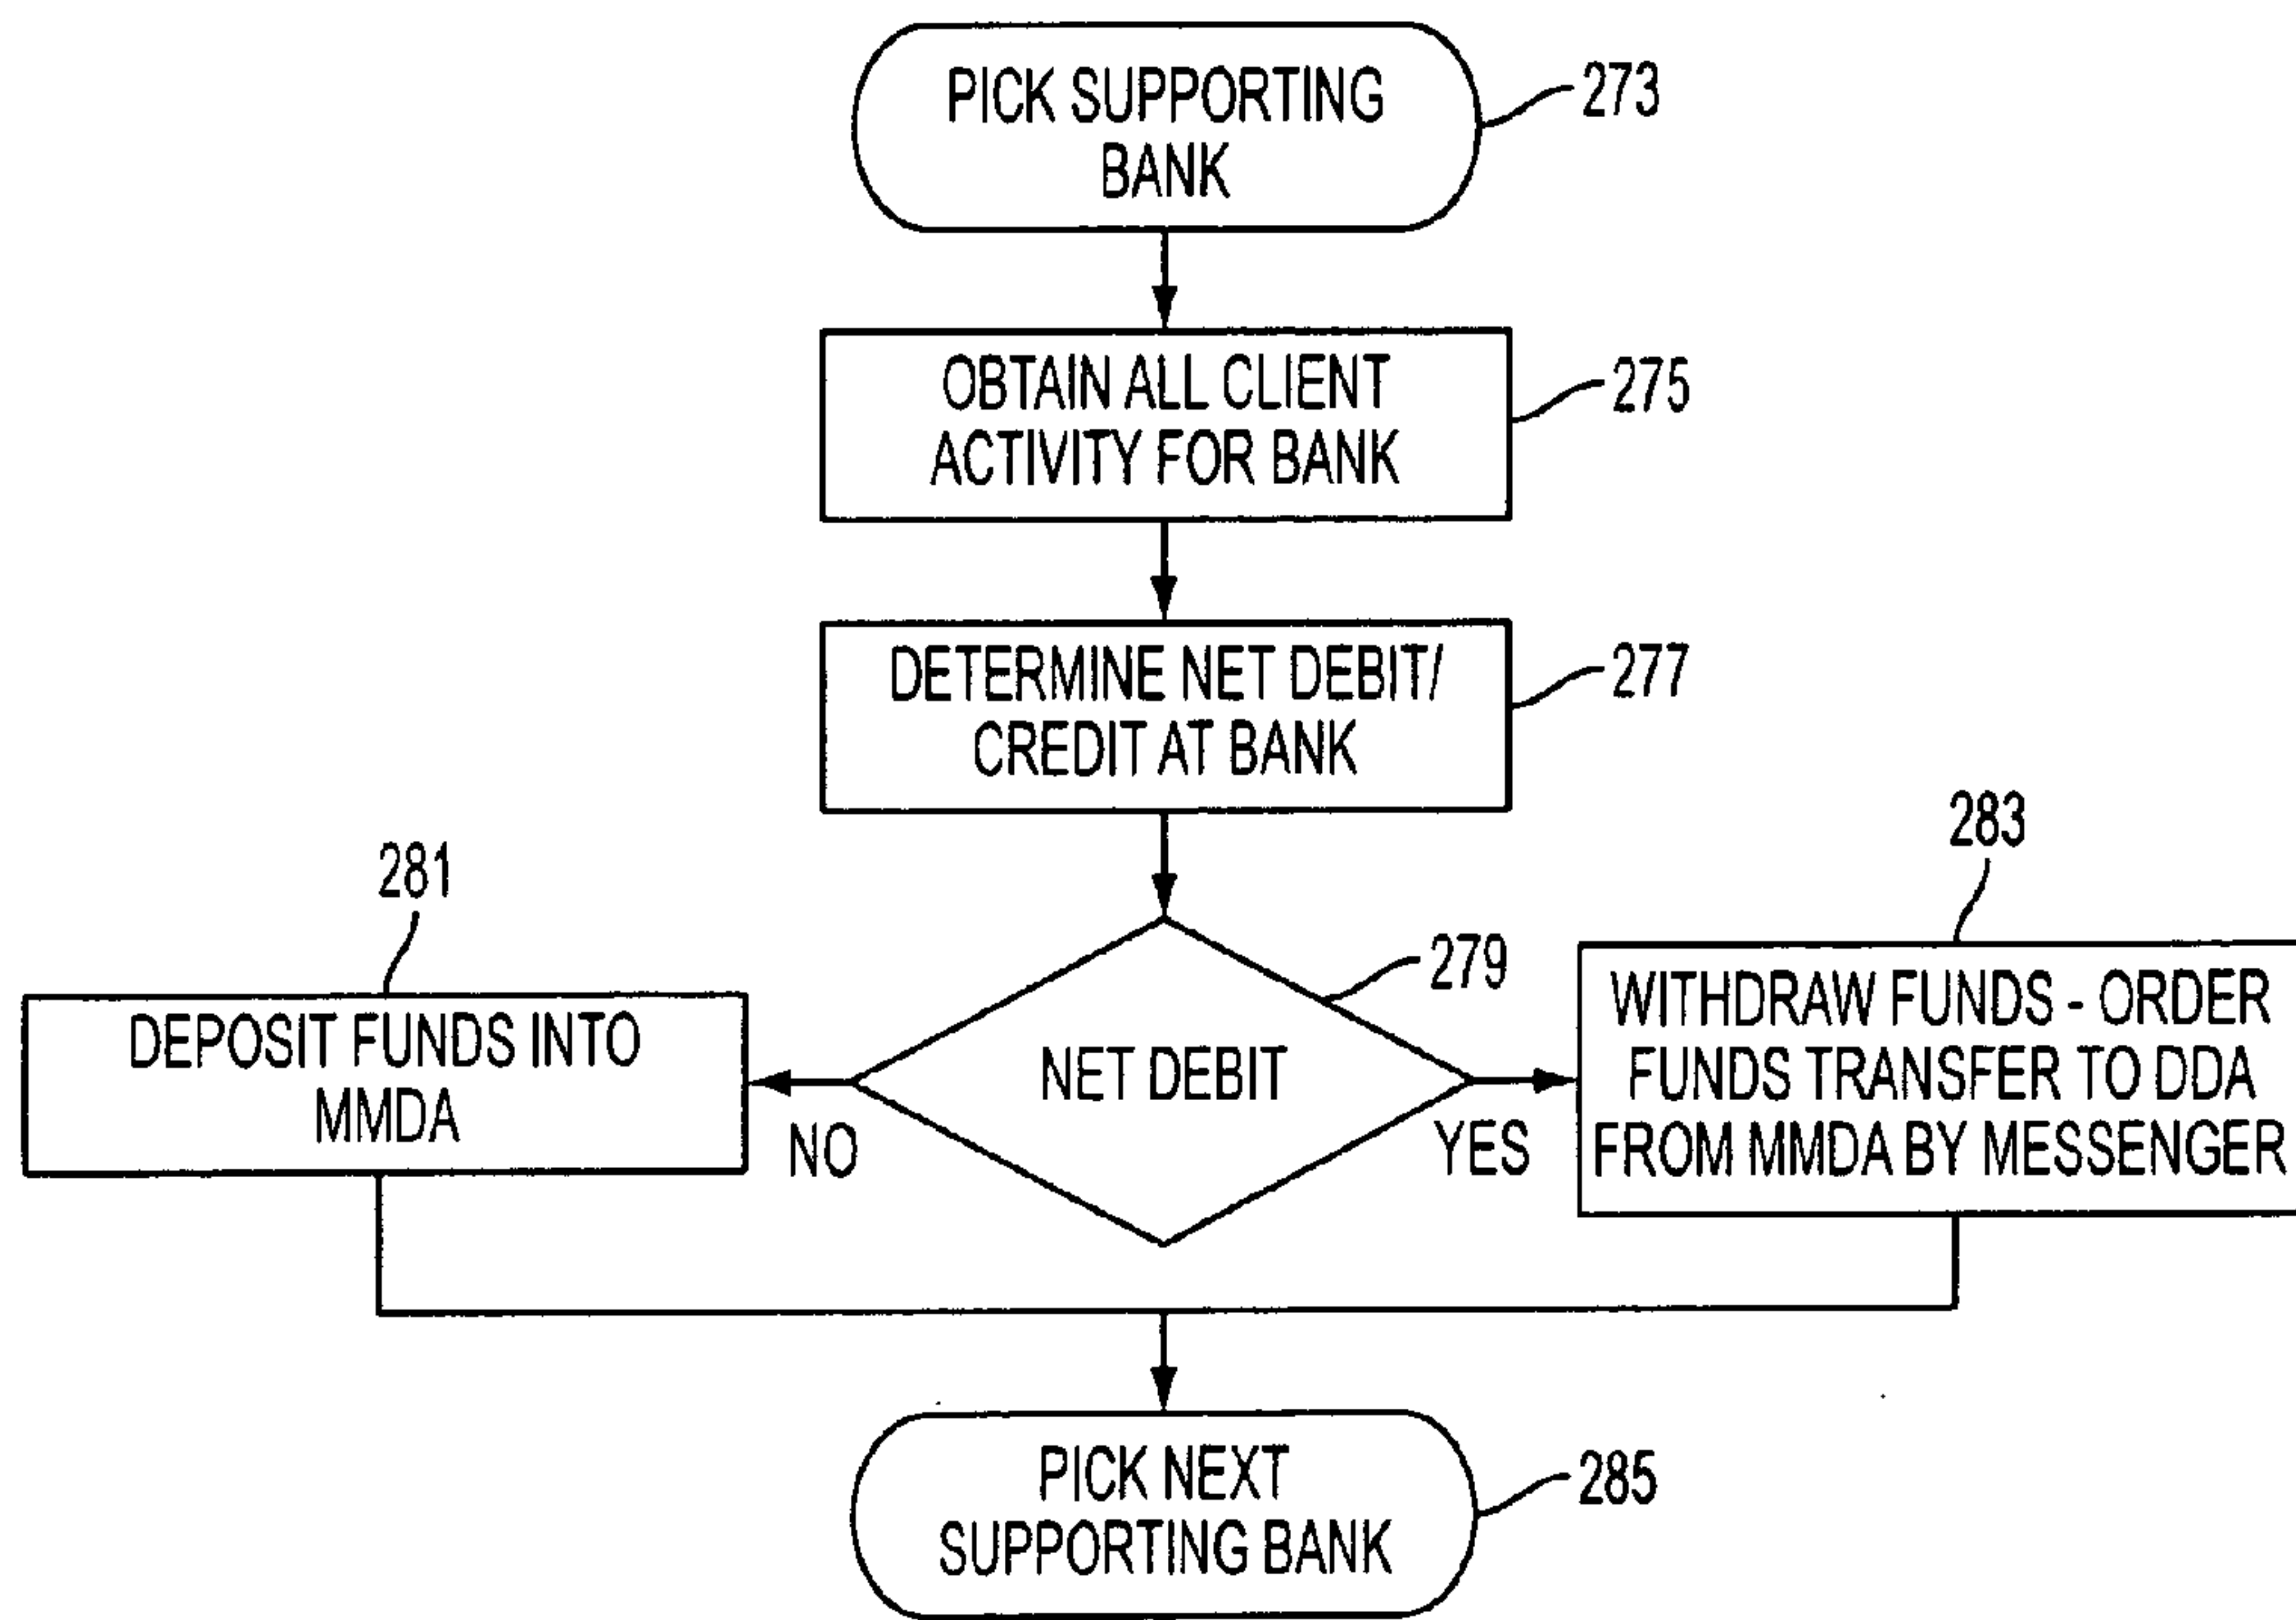 PICK SUPPORTING
BANK
273
OBTAIN ALL CLIENT
ACTIVITY FOR BANK
275
DETERMINE NET DEBIT/
CREDIT AT BANK
277
281
DEPOSIT FUNDS INTO
MMDA
NET DEBIT
279
NO
YES
283
WITHDRAW FUNDS - ORDER
FUNDS TRANSFER TO DDA
FROM MMDA BY MESSENGER
PICK NEXT
SUPPORTING BANK
285